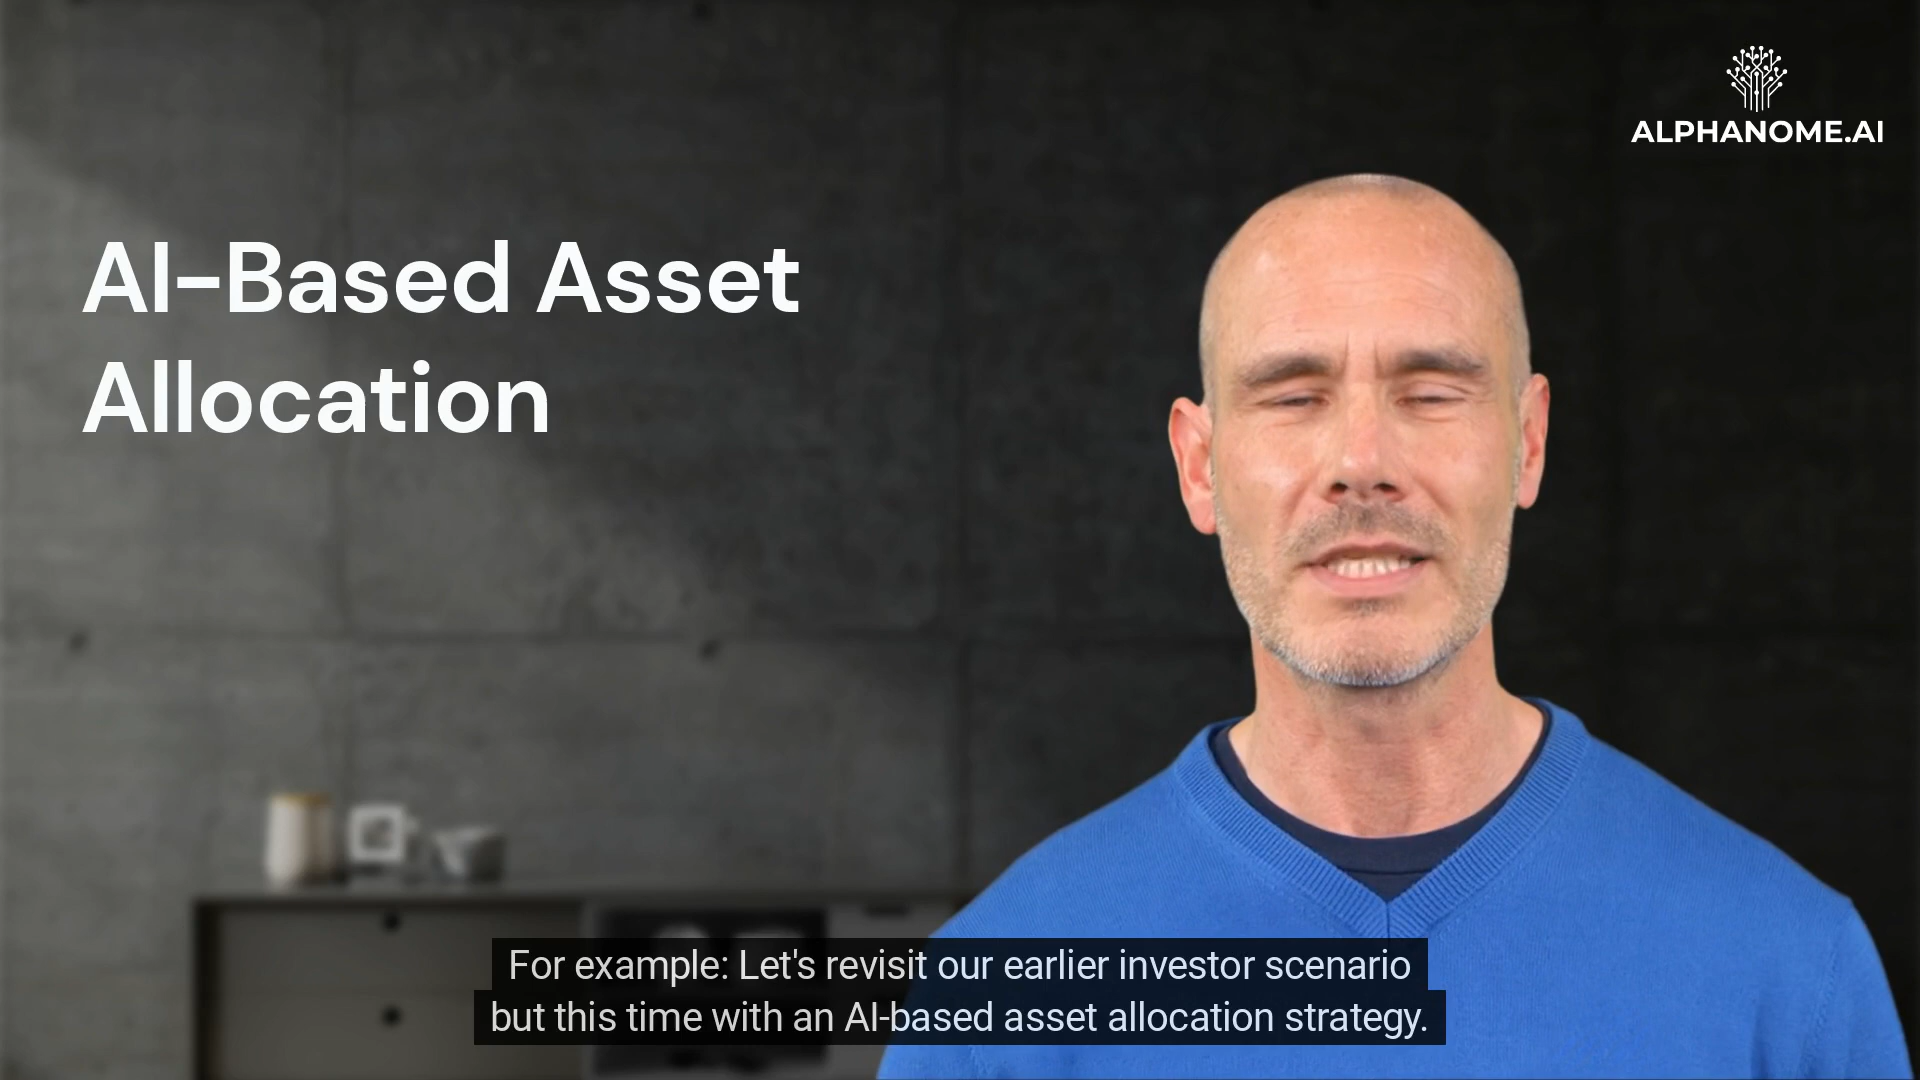 ALPHANOME.AI
AI-Based Asset
Allocation
For example: Let's revisit our earlier investor scenario
but this time with an AI-based asset allocation strategy.